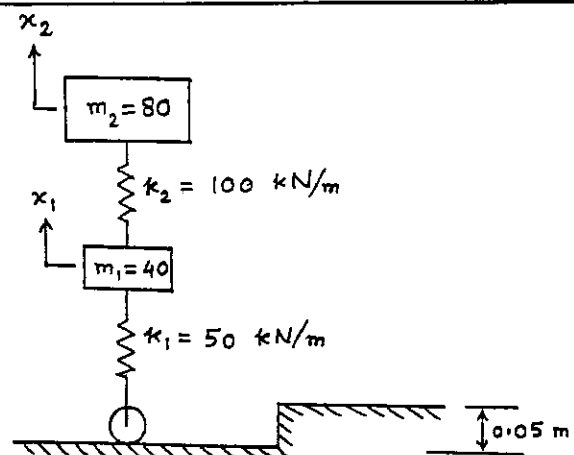 x₂
m₂ = 80
k₂ = 100 kN/m
x₁
m₁ = 40
k₁ = 50 kN/m
0.05 m